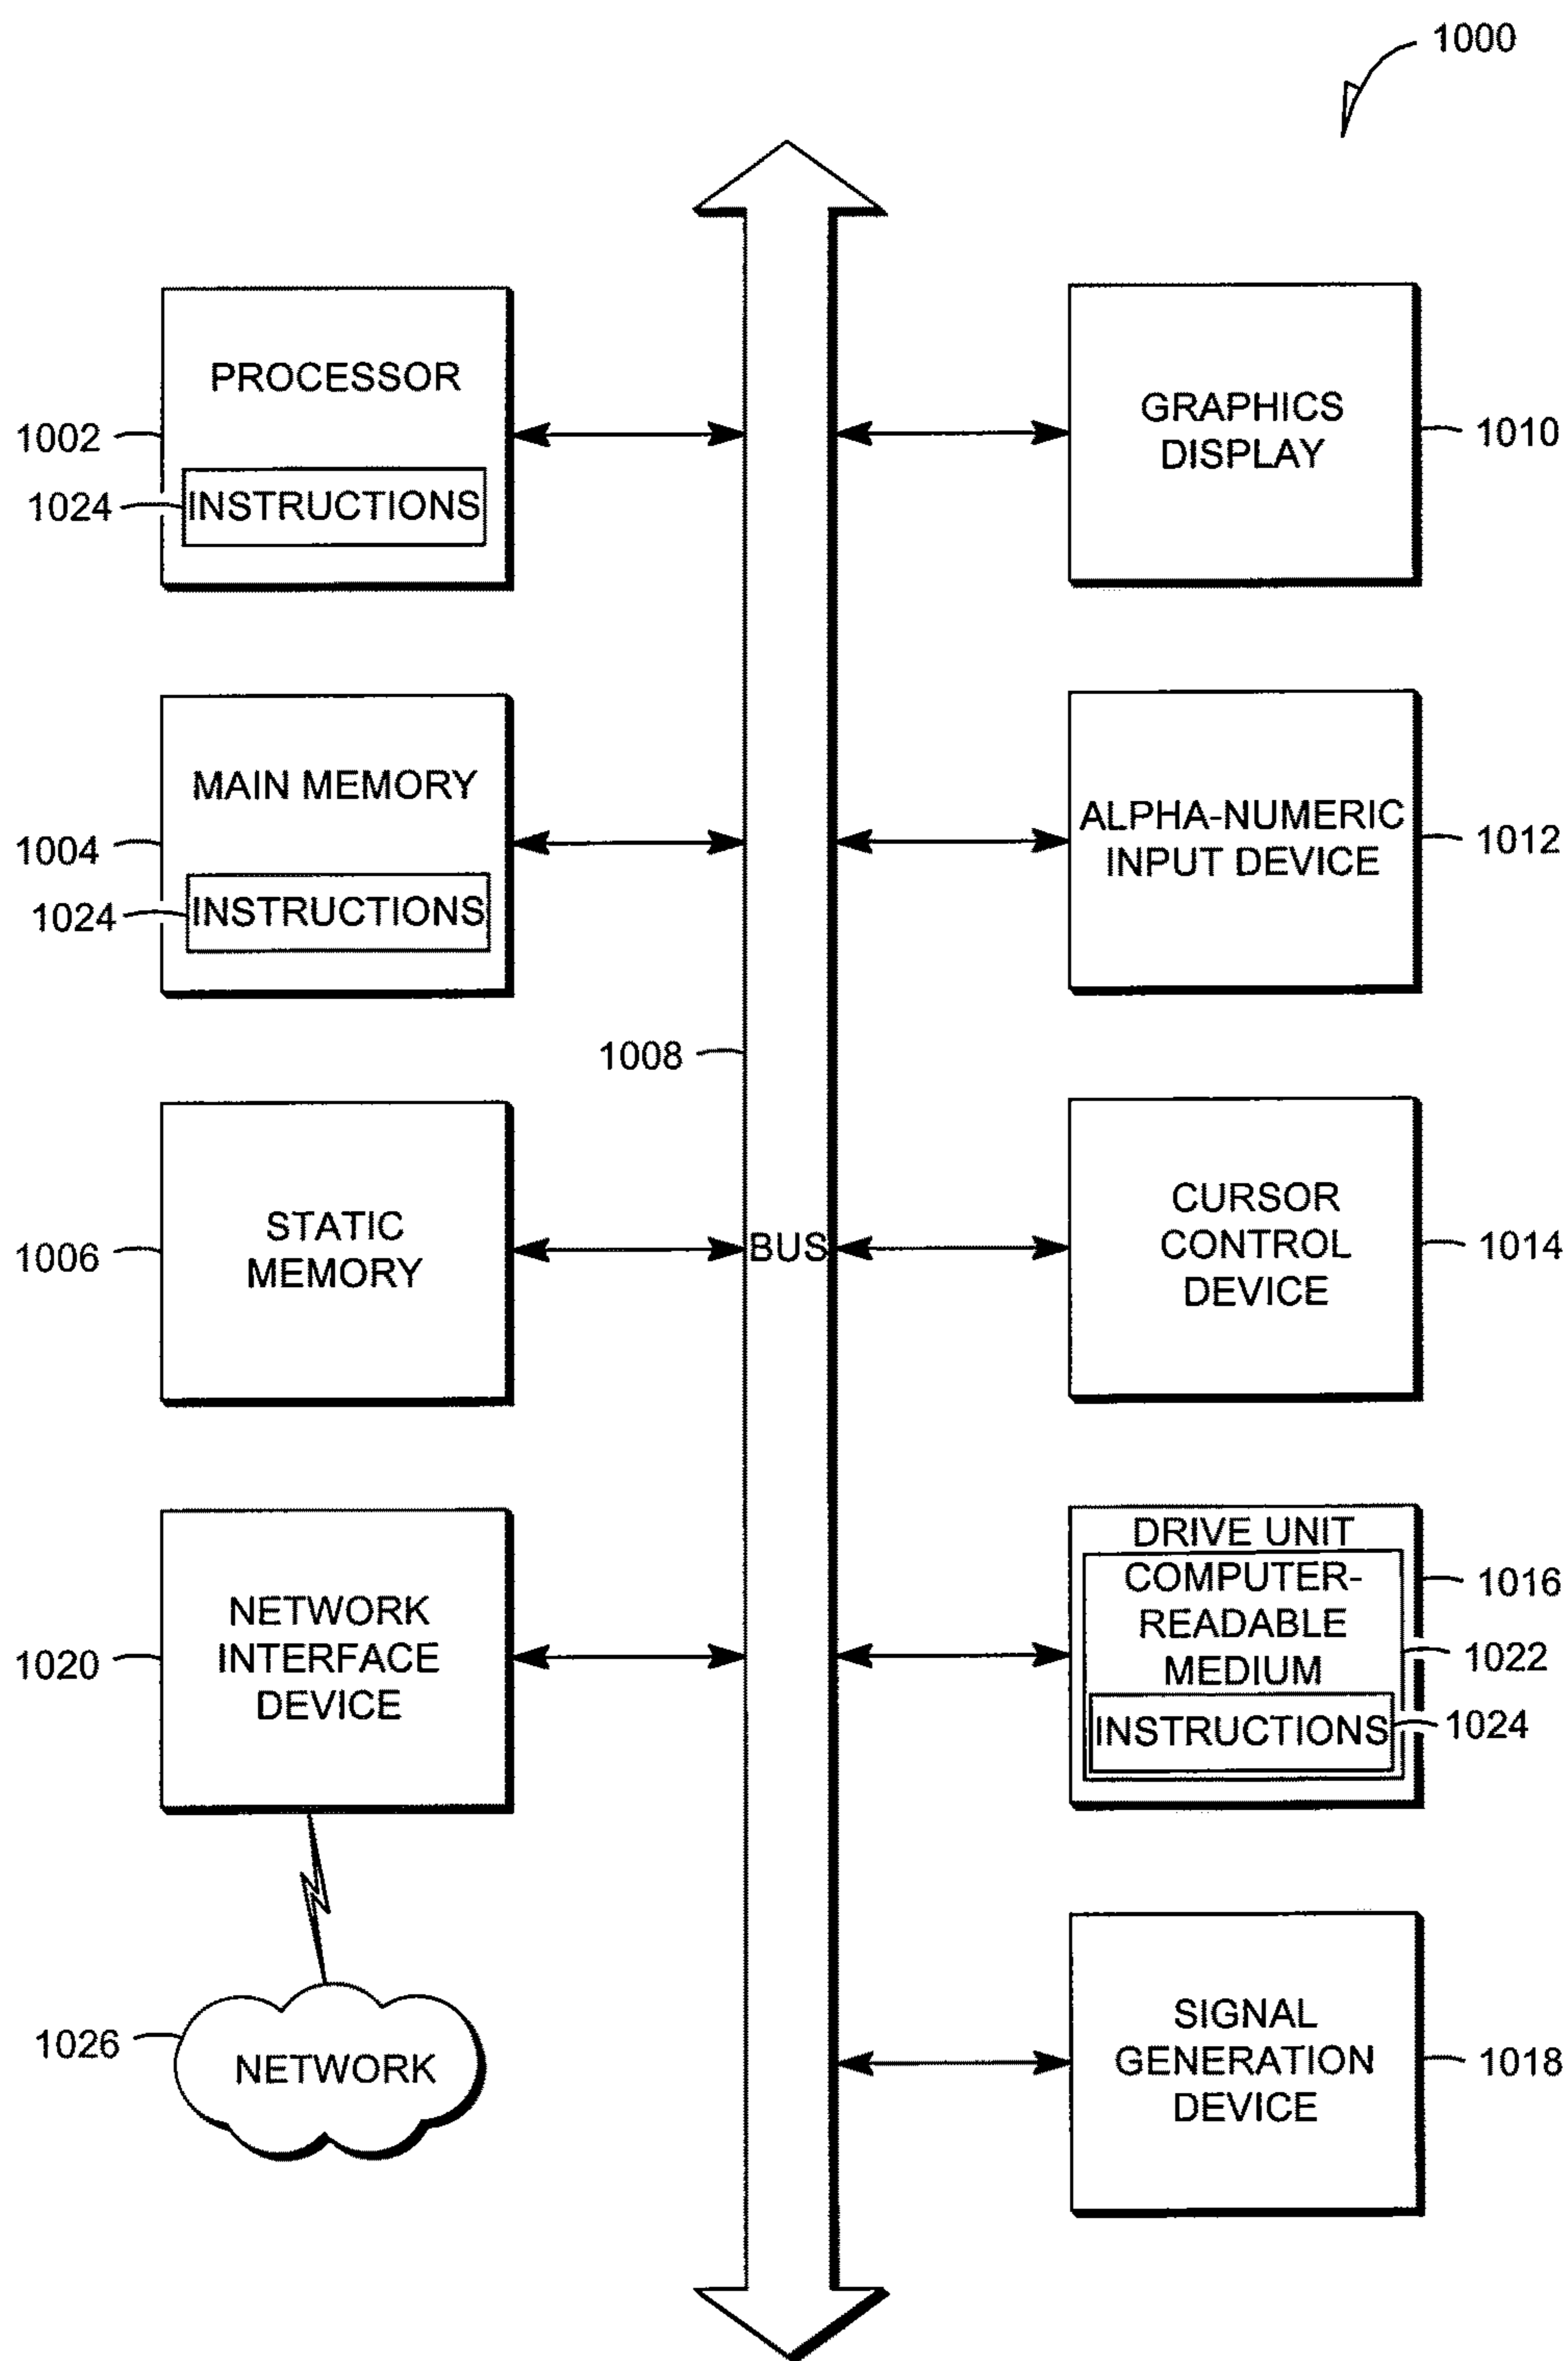 1000
PROCESSOR
1002
1024
INSTRUCTIONS
GRAPHICS
DISPLAY
1010
MAIN MEMORY
1004
1024
INSTRUCTIONS
ALPHA-NUMERIC
INPUT DEVICE
1012
1008
STATIC
MEMORY
1006
BUS
CURSOR
CONTROL
DEVICE
1014
NETWORK
INTERFACE
DEVICE
1020
DRIVE UNIT
COMPUTER-
READABLE
MEDIUM
1016
1022
INSTRUCTIONS
1024
1026
NETWORK
SIGNAL
GENERATION
DEVICE
1018